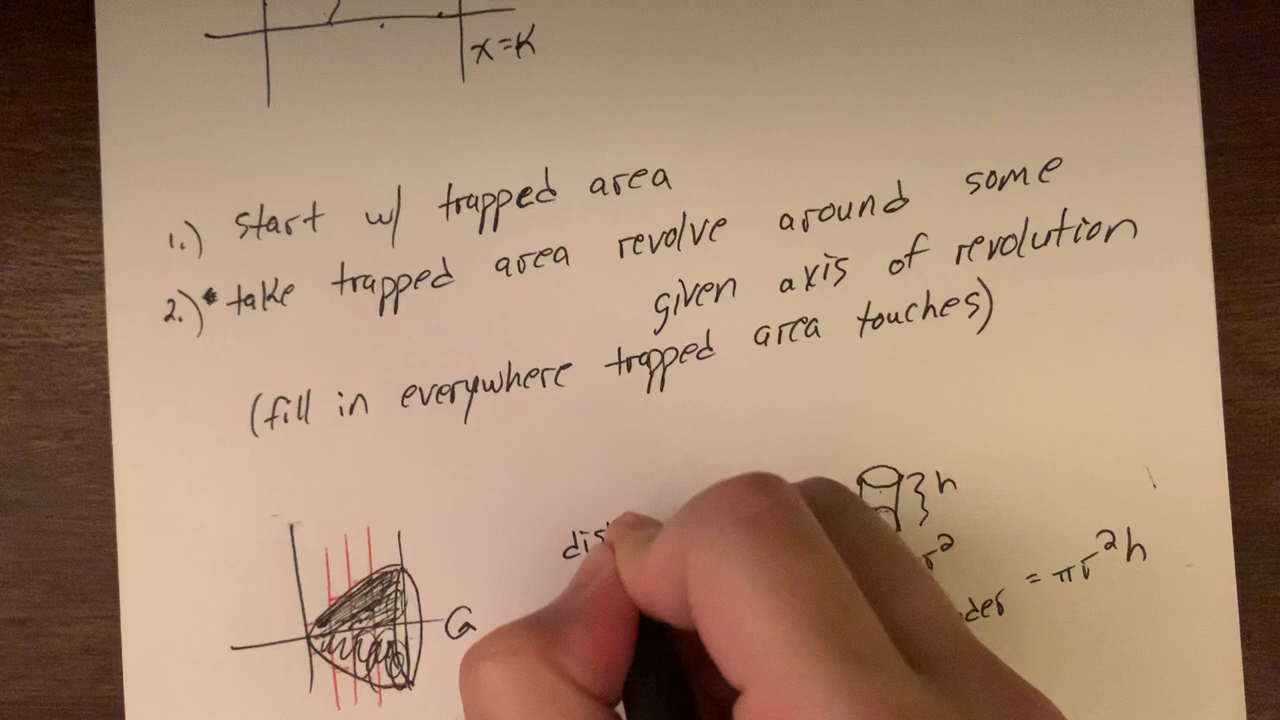 x=K
1.) start w/ trapped area
2.) take trapped area revolve around some
given axis of revolution
(fill in everywhere trapped area touches)
}h
r²
= πr²h